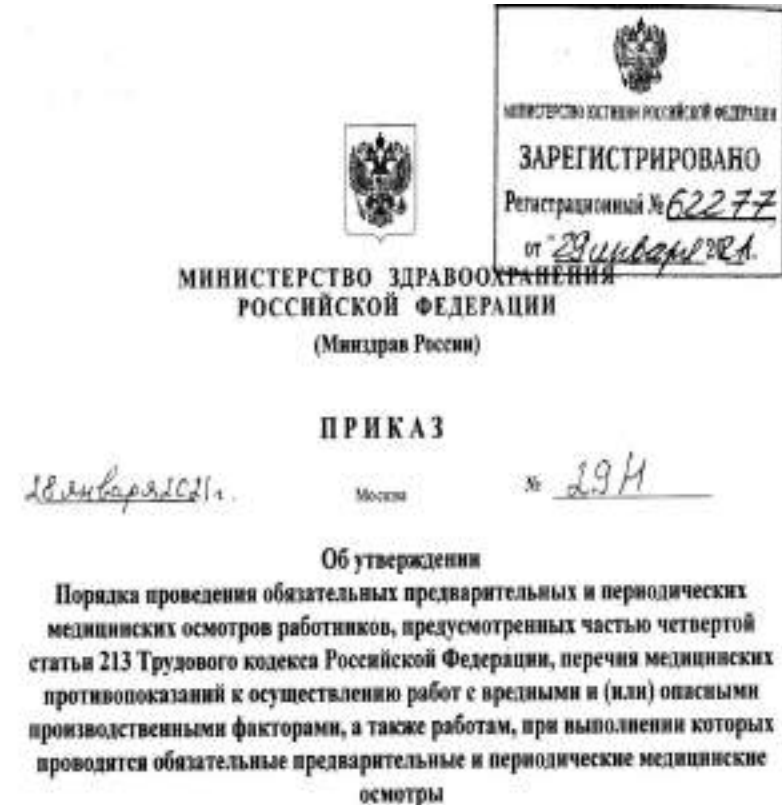 МИНИСТЕРСТВО ЮСТИЦИИ РОССИЙСКОЙ ФЕДЕРАЦИИ
ЗАРЕГИСТРИРОВАНО
Регистрационный № 62277
от "29 января 2021.
МИНИСТЕРСТВО ЗДРАВООХРАНЕНИЯ
РОССИЙСКОЙ ФЕДЕРАЦИИ
(Минздрав России)
ПРИКАЗ
28 января 2021 г.
Москва
№ 29Н
Об утверждении
Порядка проведения обязательных предварительных и периодических
медицинских осмотров работников, предусмотренных частью четвертой
статьи 213 Трудового кодекса Российской Федерации, перечня медицинских
противопоказаний к осуществлению работ с вредными и (или) опасными
производственными факторами, а также работам, при выполнении которых
проводятся обязательные предварительные и периодические медицинские
осмотры